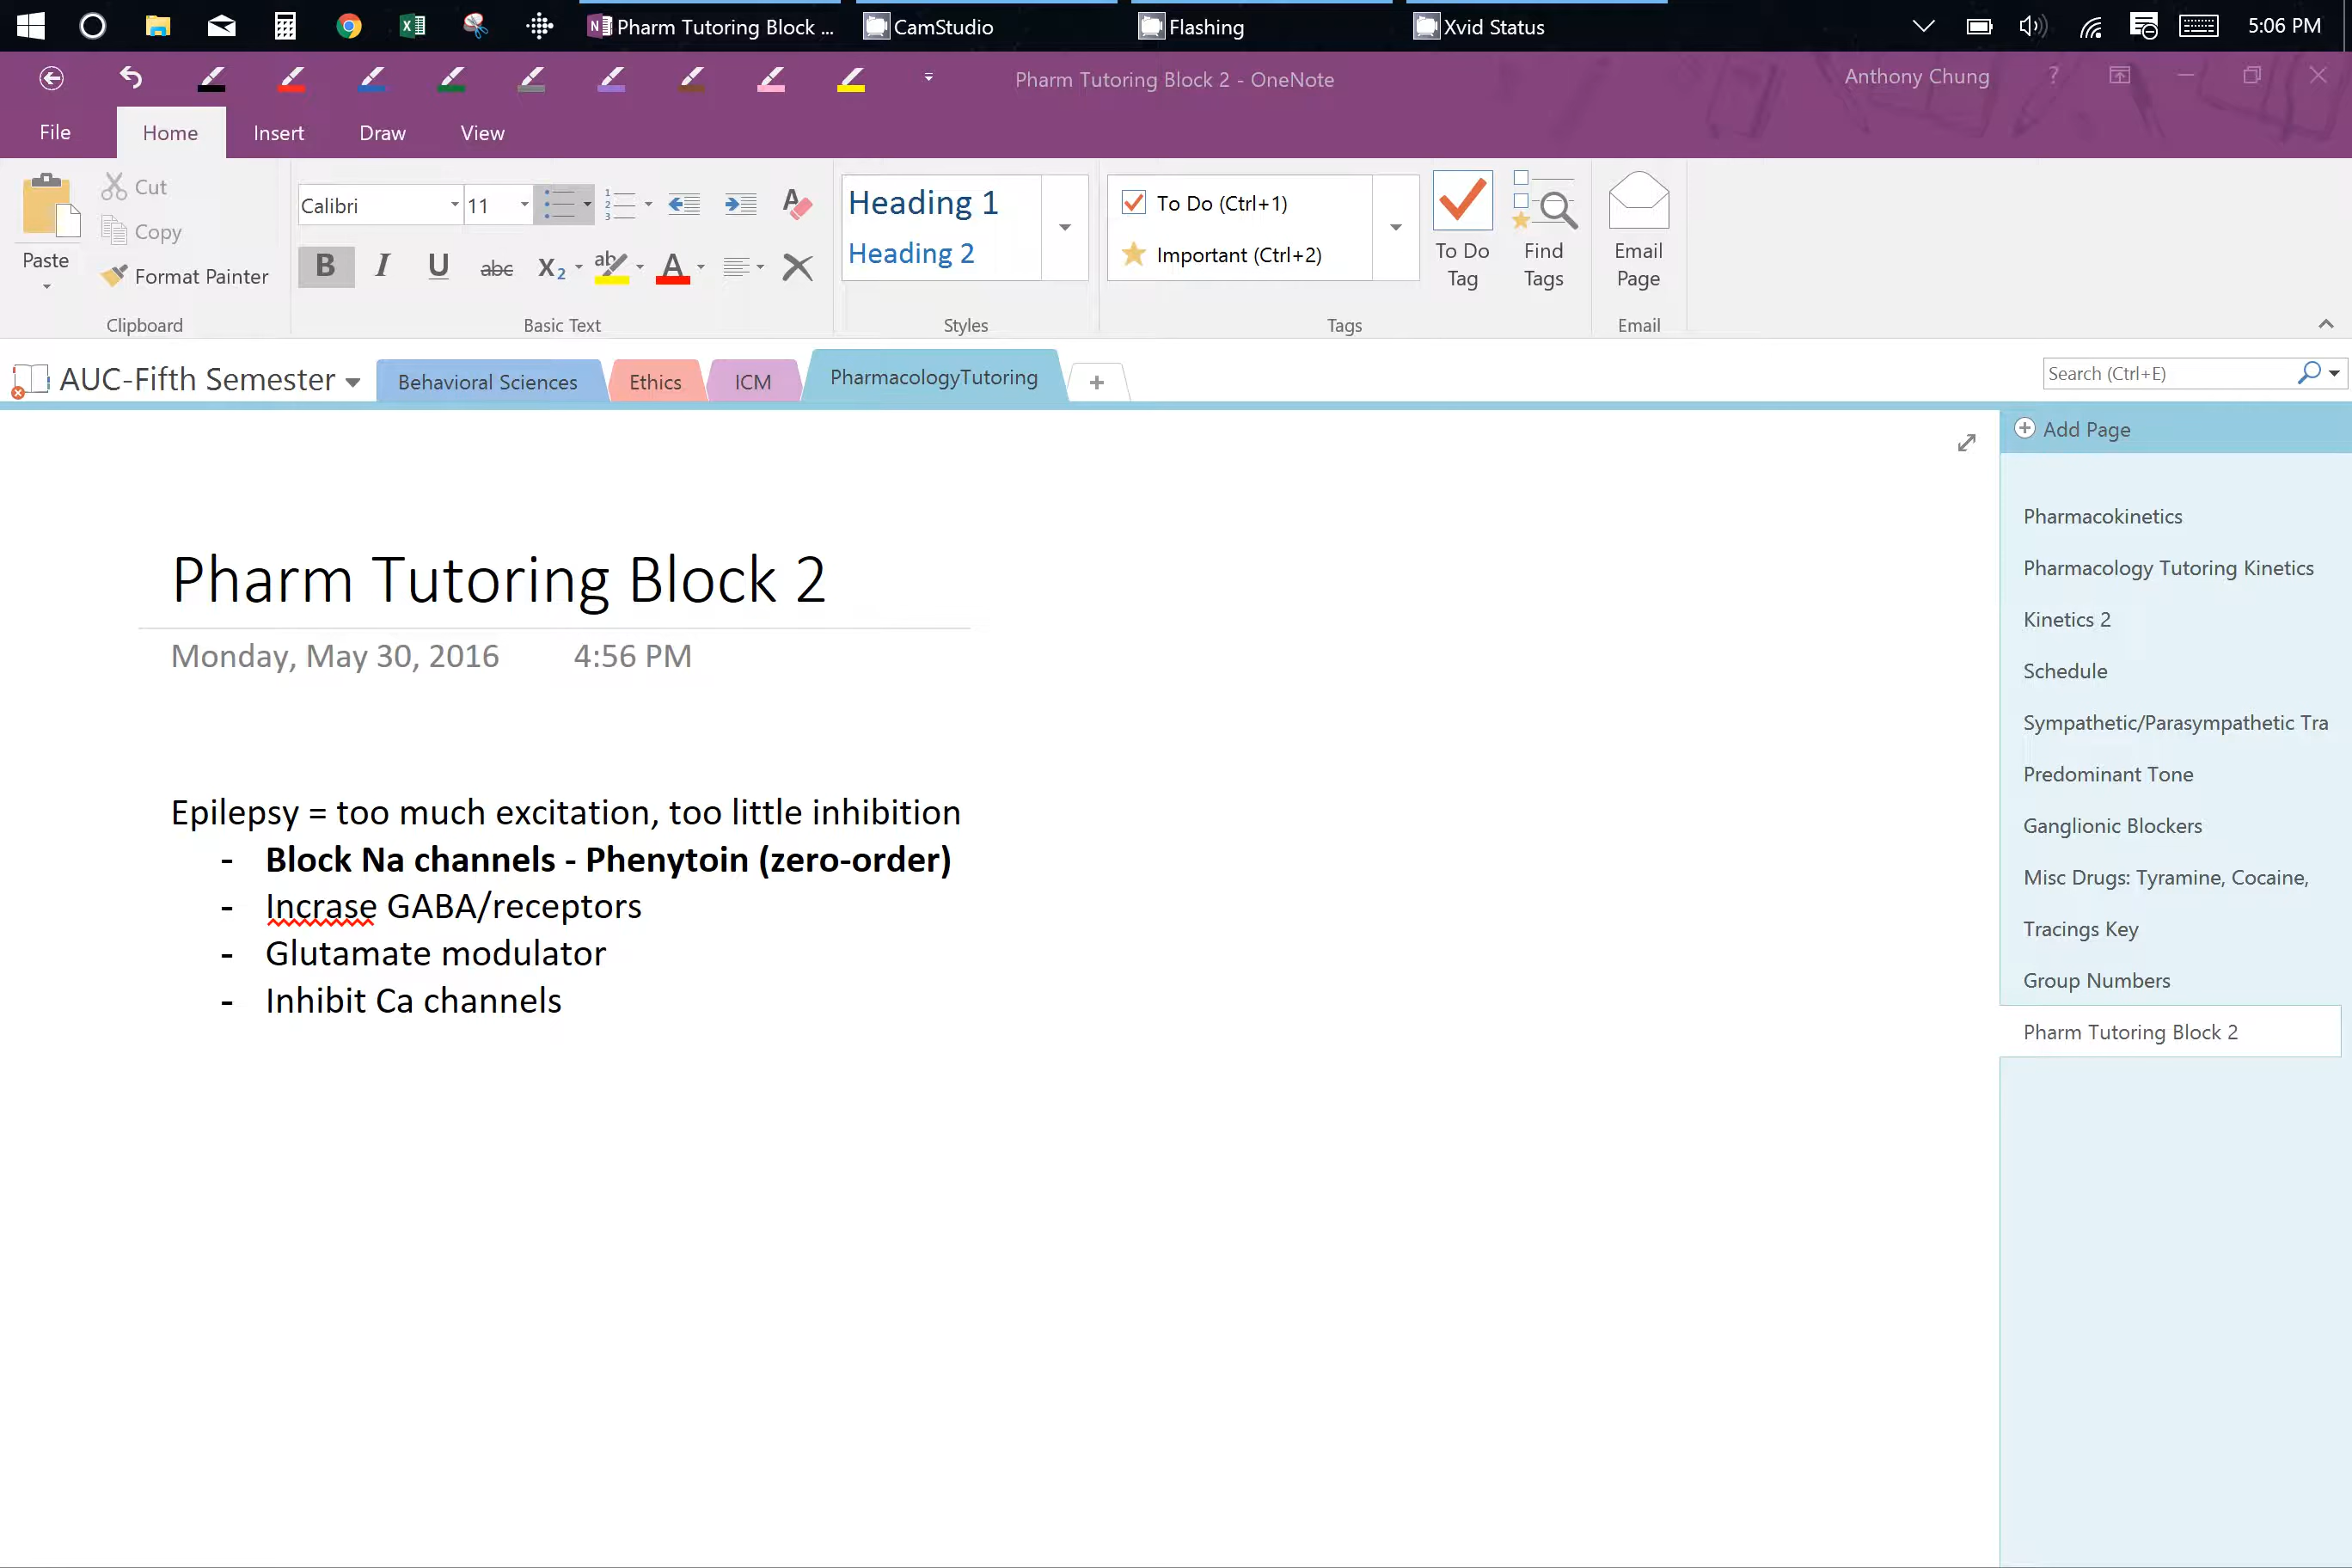 Pharm Tutoring Block ... CamStudio Flashing Xvid Status 5:06 PM
Pharm Tutoring Block 2 - OneNote Anthony Chung ?
File Home Insert Draw View
Paste
Cut
Copy
Format Painter
Clipboard
Calibri 11
B I U abc X2 ab A
Basic Text
Heading 1
Heading 2
Styles
To Do (Ctrl+1)
Important (Ctrl+2)
To Do
Tag
Find
Tags
Tags
Email
Page
Email
AUC-Fifth Semester Behavioral Sciences Ethics ICM PharmacologyTutoring + Search (Ctrl+E)
Pharm Tutoring Block 2
Monday, May 30, 2016 4:56 PM
Epilepsy = too much excitation, too little inhibition
- Block Na channels - Phenytoin (zero-order)
- Incrase GABA/receptors
- Glutamate modulator
- Inhibit Ca channels
Add Page
Pharmacokinetics
Pharmacology Tutoring Kinetics
Kinetics 2
Schedule
Sympathetic/Parasympathetic Tra
Predominant Tone
Ganglionic Blockers
Misc Drugs: Tyramine, Cocaine,
Tracings Key
Group Numbers
Pharm Tutoring Block 2